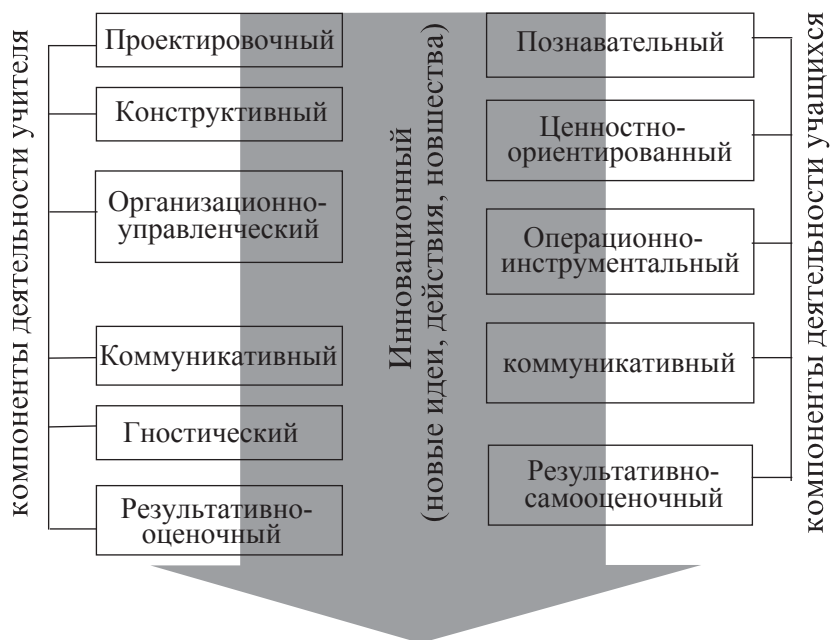 компоненты деятельности учителя
Проектировочный
Конструктивный
Организационно-
управленческий
Коммуникативный
Гностический
Результативно-
оценочный
Инновационный
(новые идеи, действия, новшества)
Познавательный
Ценностно-
ориентированный
Операционно-
инструментальный
коммуникативный
Результативно-
самооценочный
компоненты деятельности учащихся